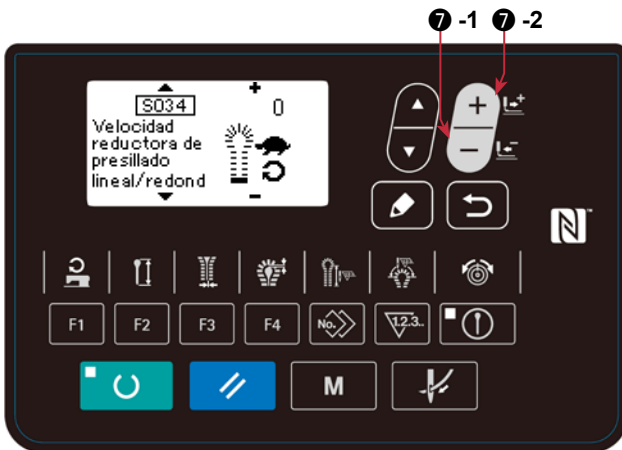 ❼ -1 ❼ -2
S034
+
0
Velocidad
reductora de
presillado
lineal/redond
−
+
−
N
F1 F2 F3 F4 No. 1.2.3..
M